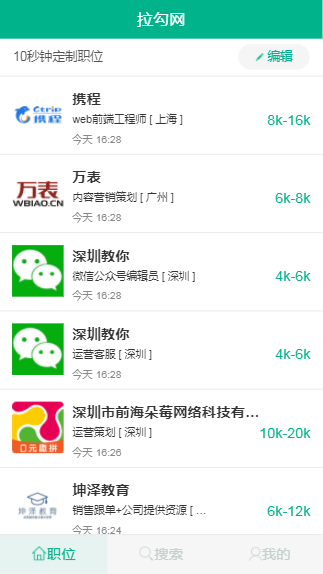 拉勾网
10秒钟定制职位
编辑
Ctrip
携程
携程
web前端工程师 [ 上海 ]
8k-16k
今天 16:28
万表
WBIAO.CN
万表
内容营销策划 [ 广州 ]
6k-8k
今天 16:28
深圳教你
微信公众号编辑员 [ 深圳 ]
4k-6k
今天 16:28
深圳教你
运营客服 [ 深圳 ]
4k-6k
今天 16:28
0元砸拼
深圳市前海朵莓网络科技有...
运营策划 [ 深圳 ]
10k-20k
今天 16:26
坤泽教育
坤泽教育
销售跟单+公司提供资源 [ ...
6k-12k
今天 16:24
职位
搜索
我的